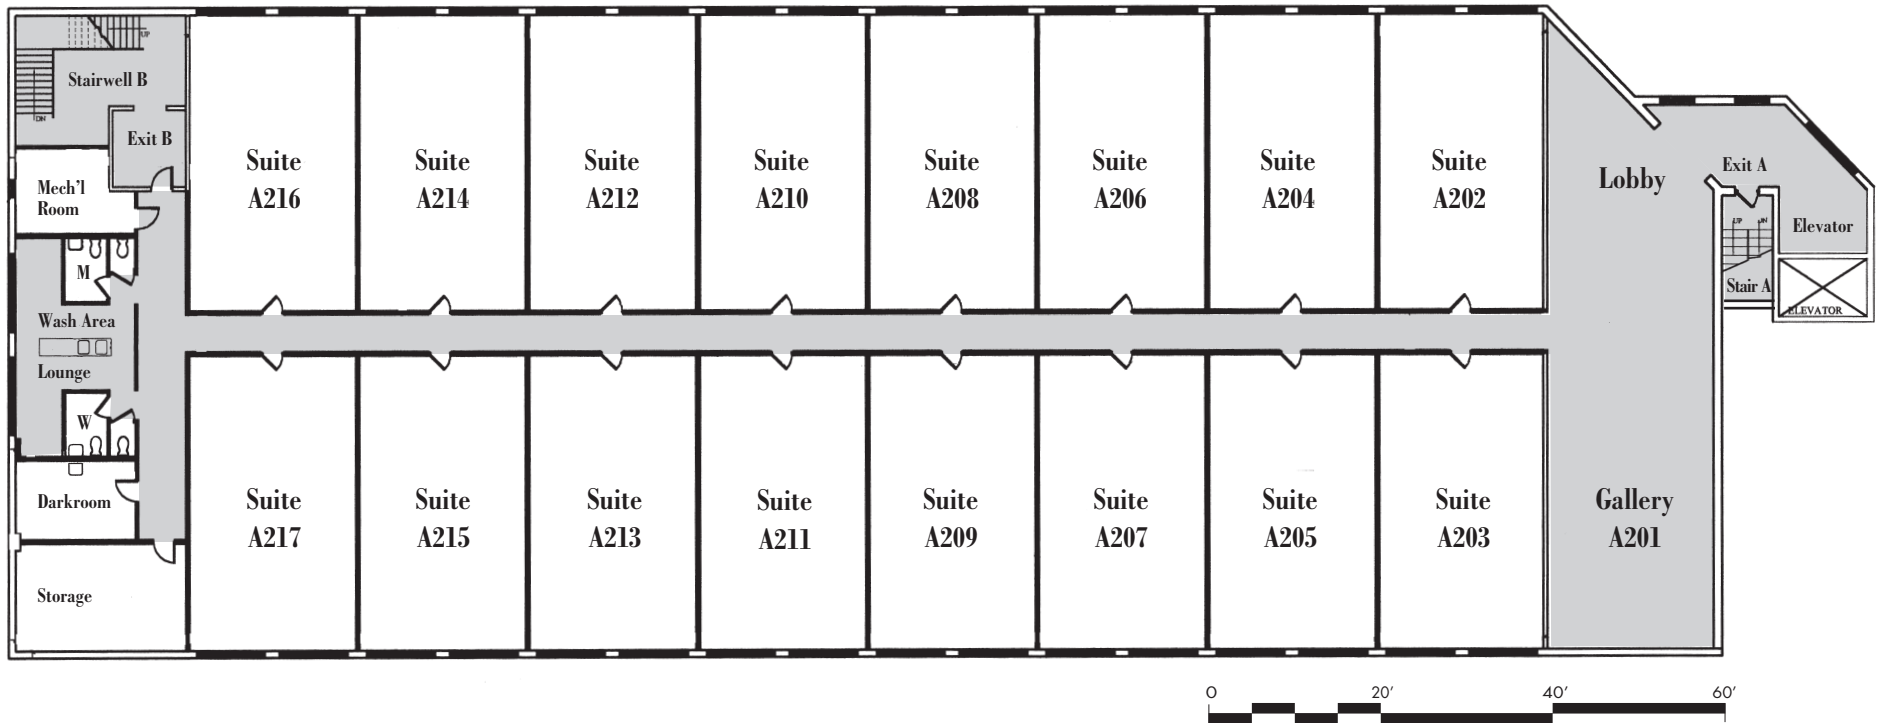 UP
Stairwell B
DN
Exit B
Mech'l
Room
M
Wash Area
Lounge
W
Darkroom
Storage
Suite
A216
Suite
A214
Suite
A212
Suite
A210
Suite
A208
Suite
A206
Suite
A204
Suite
A202
Lobby
Exit A
Elevator
UP
DN
Stair A
ELEVATOR
Suite
A217
Suite
A215
Suite
A213
Suite
A211
Suite
A209
Suite
A207
Suite
A205
Suite
A203
Gallery
A201
0 20' 40' 60'